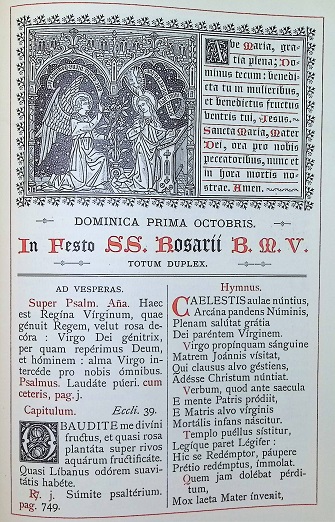 Ave Maria, gra-
tia plena; Do-
minus tecum: benedi-
cta tu in mulieribus,
et benedictus fructus
ventris tui, Jesus.
Sancta Maria, Mater
Dei, ora pro nobis
peccatoribus, nunc et
in hora mortis no-
strae. Amen.
DOMINICA PRIMA OCTOBRIS.
In Festo SS. Rosarii B. M. V.
TOTUM DUPLEX.
AD VESPERAS.
Super Psalm. Aña. Haec
est Regína Vírginum, quae
génuit Regem, velut rosa de-
córa: Virgo Dei génitrix,
per quam repérimus Deum,
et hóminem: alma Virgo in-
tercéde pro nobis ómnibus.
Psalmus. Laudáte púeri. cum
ceteris, pag. j.
Capitulum. Eccli. 39.
OBAUDITE me divíni
fructus, et quasi rosa
plantáta super rivos
aquárum fructificáte.
Quasi Líbanus odórem suavi-
tátis habéte.
℟. j. Súmite psaltérium.
pag. 749.
Hymnus.
CAELESTIS aulae núntius,
Arcána pandens Núminis,
Plenam salútat grátia
Dei paréntem Vírginem.
Virgo propínquam sánguine
Matrem Joánnis vísitat,
Qui clausus alvo géstiens,
Adésse Christum núntiat.
Verbum, quod ante saecula
E mente Patris pródiit,
E Matris alvo vírginis
Mortális infans náscitur.
Templo puéllus sístitur,
Legíque paret Légifer:
Hic se Redémptor, páupere
Prétio redémptus, ímmolat.
Quem jam dolébat pérdi-
tum,
Mox laeta Mater ínvenit,